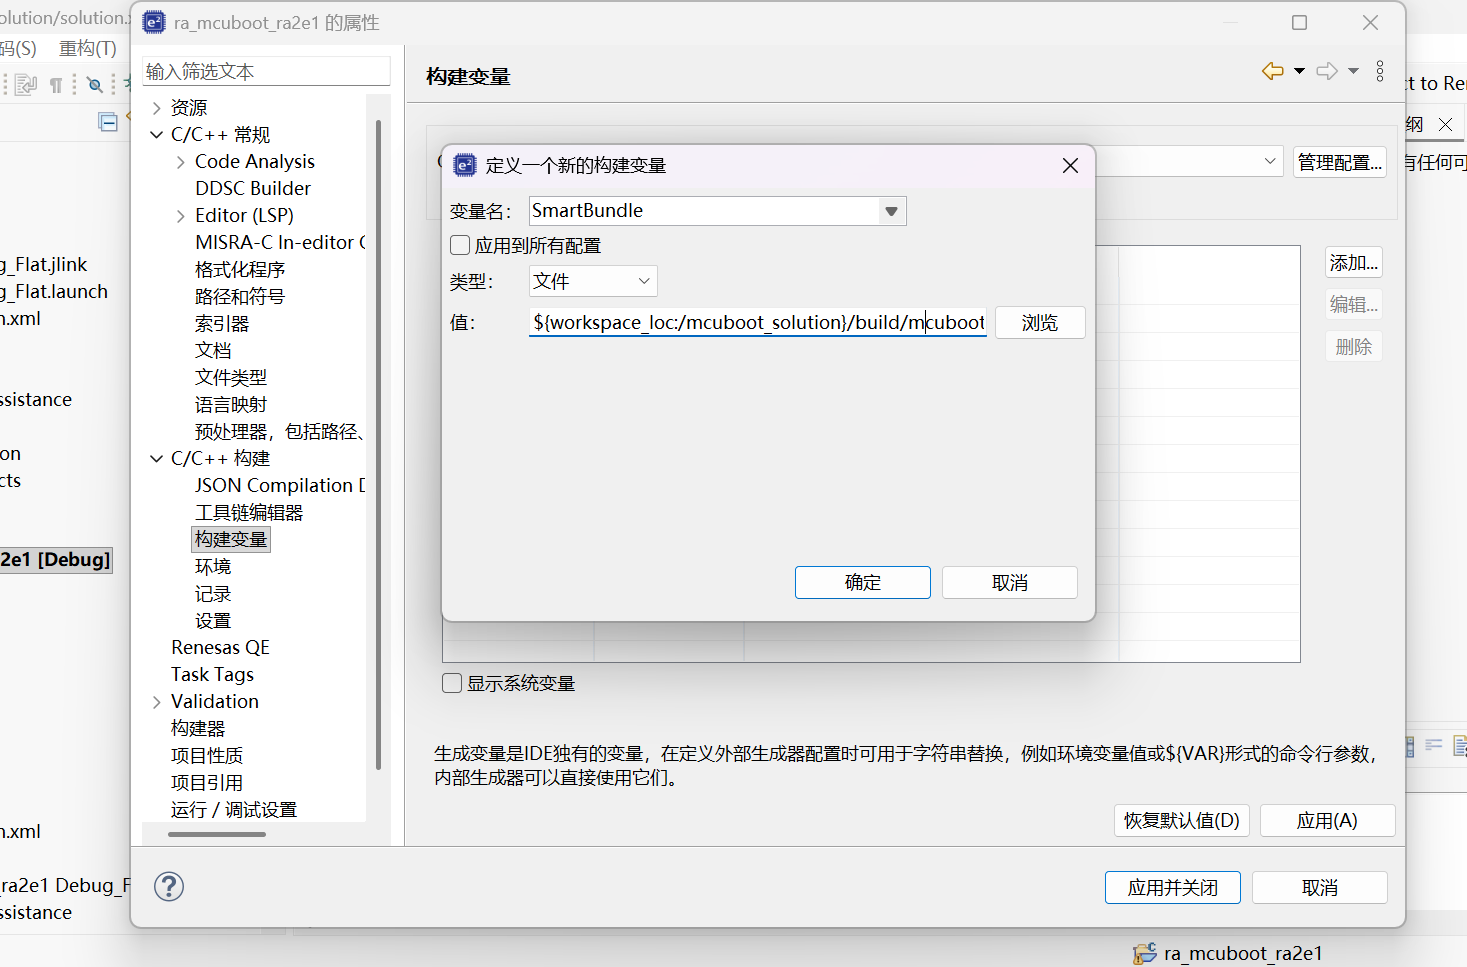 olution/solution.x
码(S) 重构(T)
g_Flat.jlink
g_Flat.launch
n.xml
ssistance
on
cts
2e1 [Debug]
n.xml
ra2e1 Debug_F
ssistance
ra_mcuboot_ra2e1 的属性
输入筛选文本
资源
C/C++ 常规
Code Analysis
DDSC Builder
Editor (LSP)
MISRA-C In-editor C
格式化程序
路径和符号
索引器
文档
文件类型
语言映射
预处理器，包括路径、
C/C++ 构建
JSON Compilation D
工具链编辑器
构建变量
环境
记录
设置
Renesas QE
Task Tags
Validation
构建器
项目性质
项目引用
运行 / 调试设置
构建变量
管理配置...
定义一个新的构建变量
变量名：
SmartBundle
应用到所有配置
类型：
文件
值：
${workspace_loc:/mcuboot_solution}/build/mcuboot
浏览
确定
取消
添加...
编辑...
删除
显示系统变量
生成变量是IDE独有的变量，在定义外部生成器配置时可用于字符串替换，例如环境变量值或${VAR}形式的命令行参数，
内部生成器可以直接使用它们。
恢复默认值(D)
应用(A)
应用并关闭
取消
ct to Re
纲
有任何可
ra_mcuboot_ra2e1